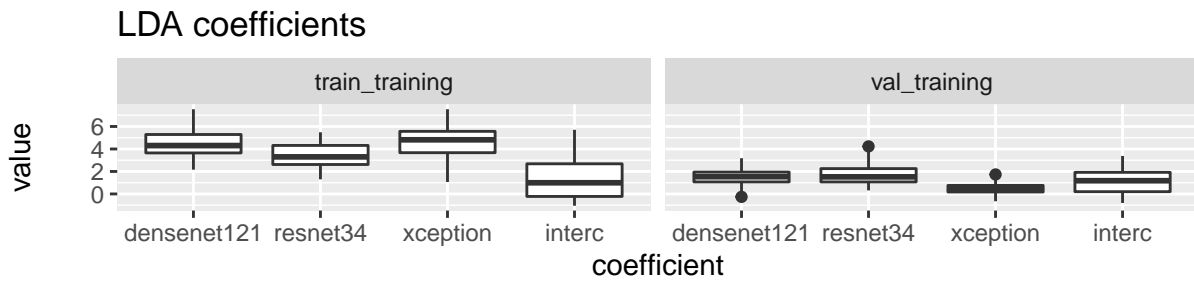 LDA coefficients
train_training val_training
value
6
4
2
0
densenet121 resnet34 xception interc densenet121 resnet34 xception interc
coefficient